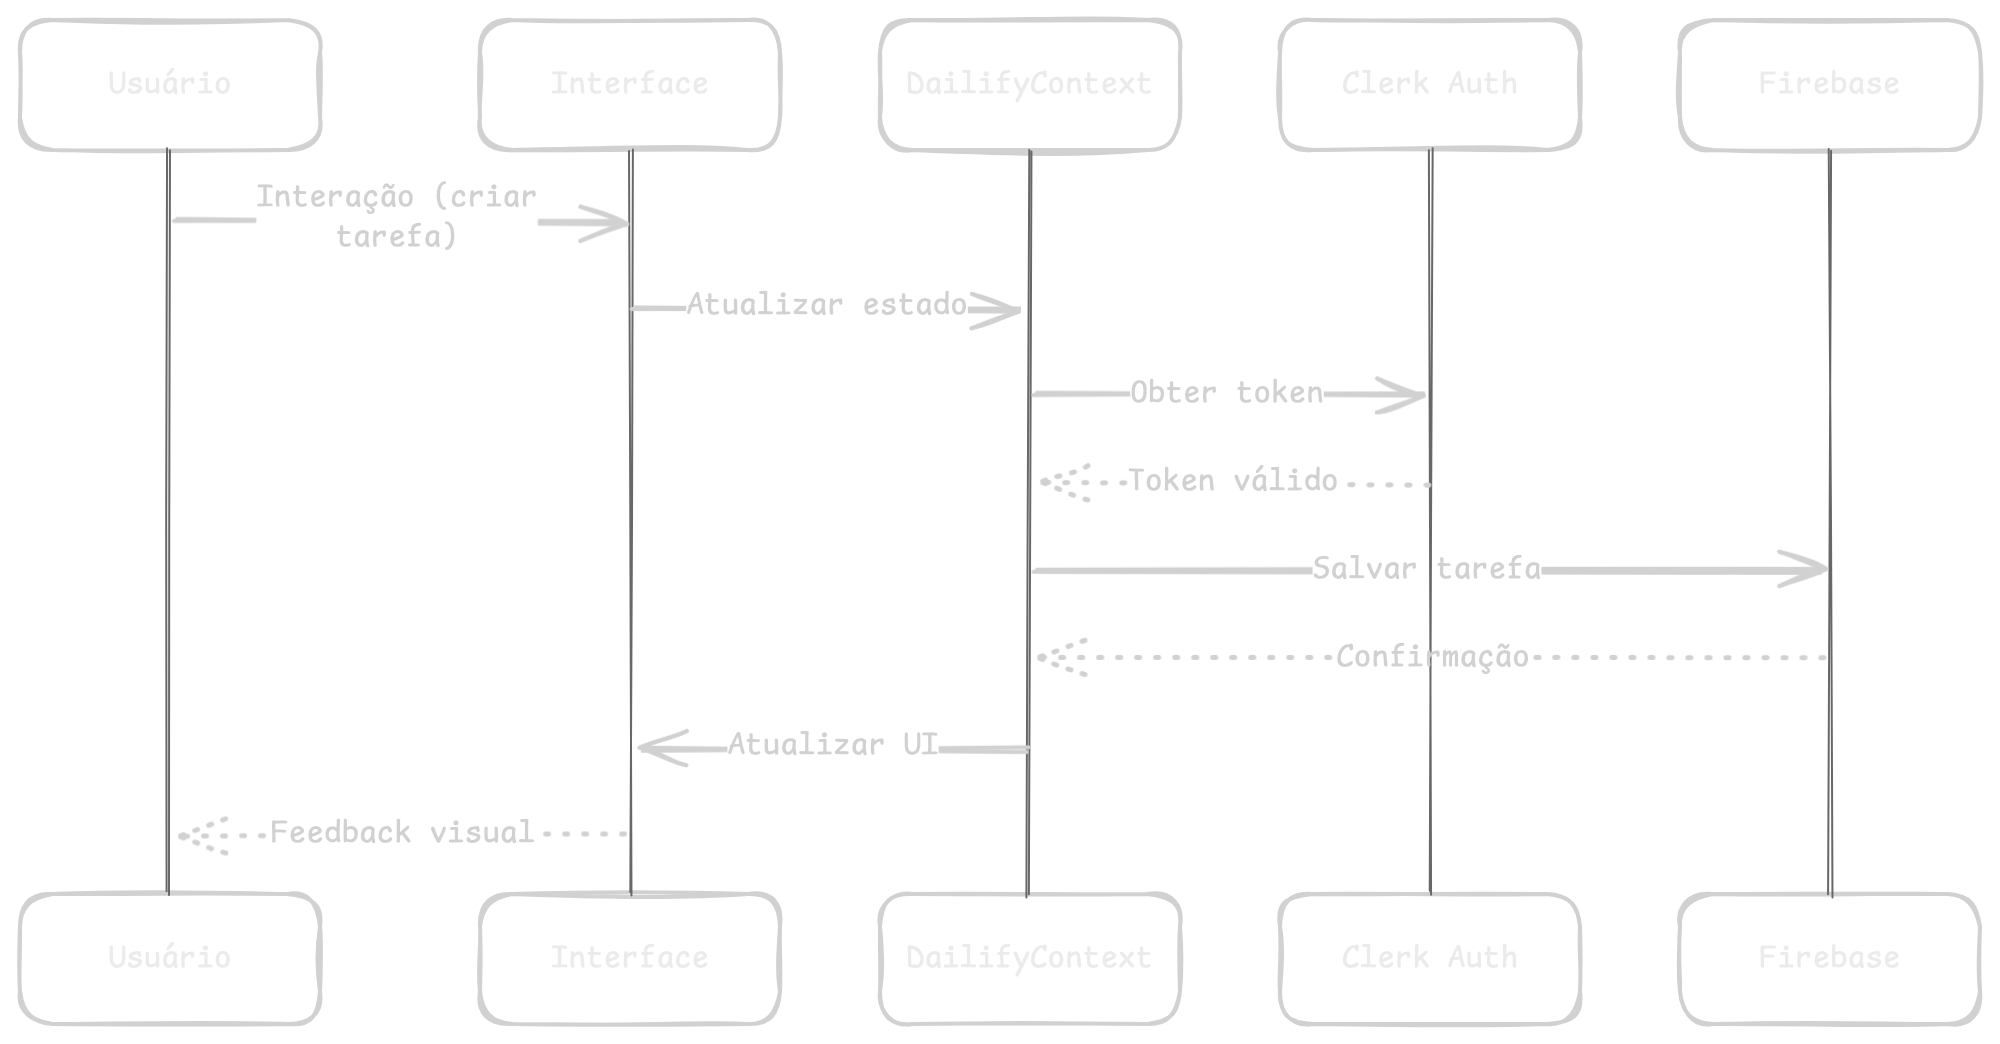 Usuário
Interface
DailifyContext
Clerk Auth
Firebase
Interação (criar
tarefa)
Atualizar estado
Obter token
Token válido
Salvar tarefa
Confirmação
Atualizar UI
Feedback visual
Usuário
Interface
DailifyContext
Clerk Auth
Firebase